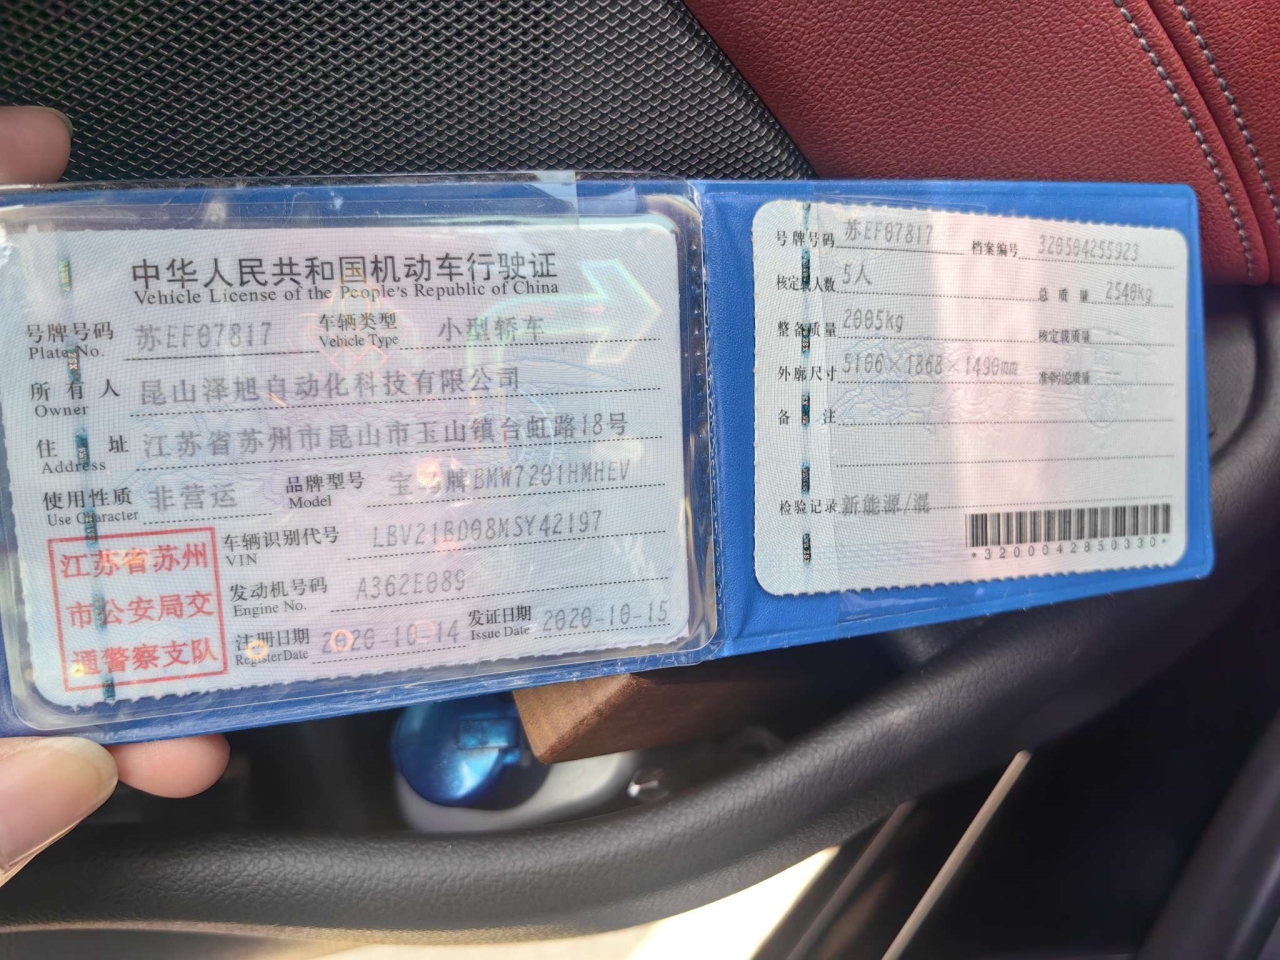 中华人民共和国机动车行驶证
Vehicle License of the People's Republic of China
号牌号码 苏EF07817 车辆类型 小型轿车
Plate No. Vehicle Type
所有人 昆山泽旭自动化科技有限公司
Owner
住址 江苏省苏州市昆山市玉山镇台虹路18号
Address
使用性质 非营运 品牌型号 宝马牌BMW7201HMHEV
Use Character Model
车辆识别代号 LBV21BD08MSY42197
VIN
发动机号码 A362E089
Engine No.
注册日期 2020-10-14 发证日期 2020-10-15
Register Date Issue Date
江苏省苏州
市公安局交
通警察支队
号牌号码 苏EF07817 档案编号 320504255923
核定载人数 5人 总质量 2540kg
整备质量 2005kg 核定载质量
外廓尺寸 5106×1868×1490mm 准牵引总质量
备注
检验记录 新能源/混
*3200042850330*